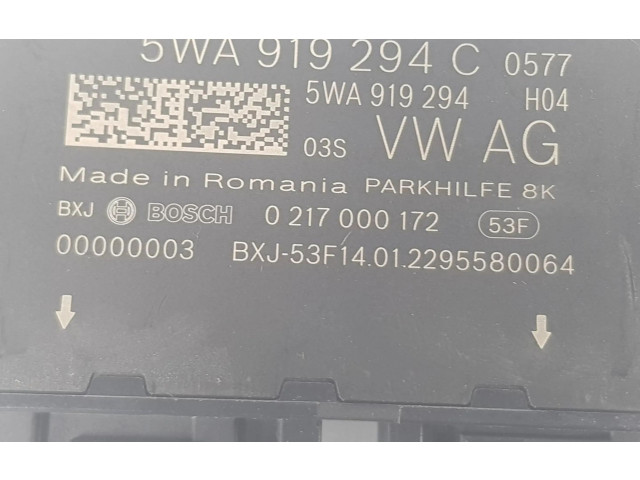 5WA 919 294 C 0577
5WA 919 294 H04
03S VW AG
Made in Romania PARKHILFE 8K
BXJ BOSCH 0 217 000 172 53F
00000003 BXJ-53F14.01.2295580064